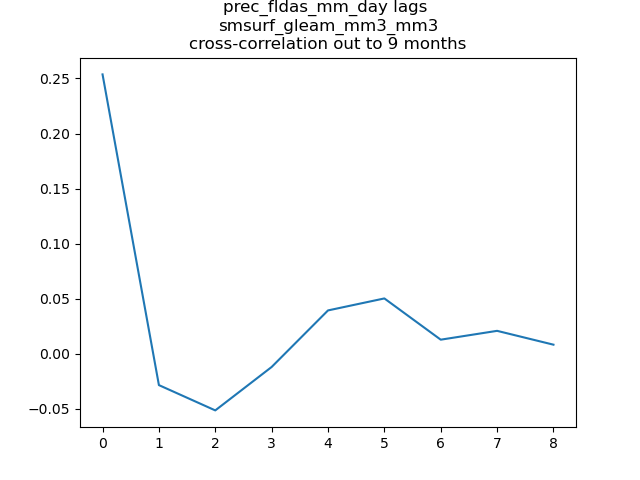 prec_fldas_mm_day lags
smsurf_gleam_mm3_mm3
cross-correlation out to 9 months
0.25
0.20
0.15
0.10
0.05
0.00
−0.05
0 1 2 3 4 5 6 7 8